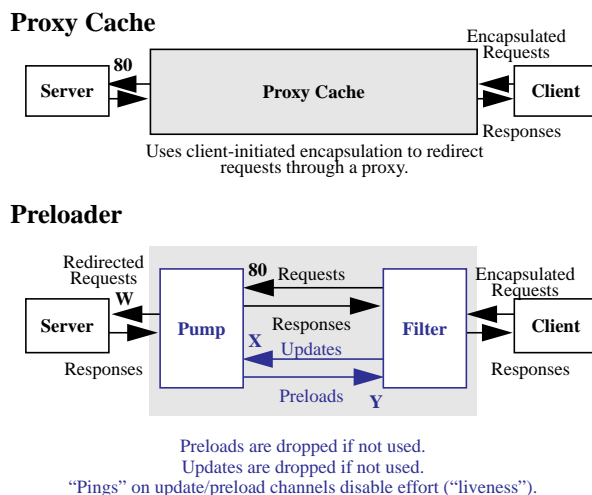 Proxy Cache
Encapsulated
Requests
80
Server
Proxy Cache
Client
Responses
Uses client-initiated encapsulation to redirect
requests through a proxy.
Preloader
Redirected
Requests
W
80
Requests
Encapsulated
Requests
Server
Pump
Responses
Filter
Client
X
Updates
Responses
Responses
Preloads
Y
Preloads are dropped if not used.
Updates are dropped if not used.
“Pings” on update/preload channels disable effort (“liveness”).